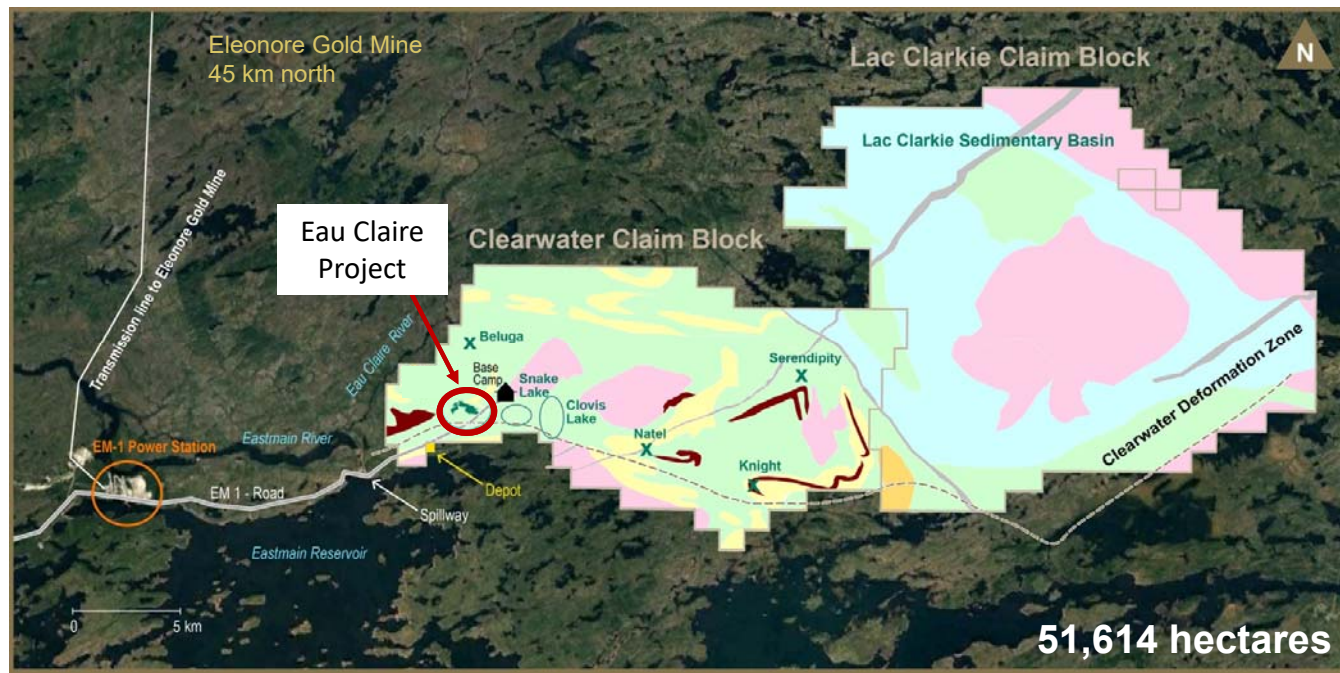 Eleonore Gold Mine
45 km north
Lac Clarkie Claim Block
N
Lac Clarkie Sedimentary Basin
Transmission line to Eleonore Gold Mine
Eau Claire
Project
Clearwater Claim Block
Eau Claire River
Beluga
Base
Camp
Snake
Lake
Serendipity
Clovis
Lake
Clearwater Deformation Zone
Eastmain River
Natel
EM-1 Power Station
Knight
EM 1 - Road
Depot
Spillway
Eastmain Reservoir
0
5 km
51,614 hectares